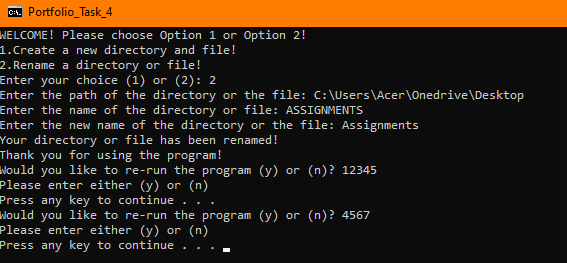 Portfolio_Task_4
WELCOME! Please choose Option 1 or Option 2!
1.Create a new directory and file!
2.Rename a directory or file!
Enter your choice (1) or (2): 2
Enter the path of the directory or the file: C:\Users\Acer\Onedrive\Desktop
Enter the name of the directory or file: ASSIGNMENTS
Enter the new name of the directory or the file: Assignments
Your directory or file has been renamed!
Thank you for using the program!
Would you like to re-run the program (y) or (n)? 12345
Please enter either (y) or (n)
Press any key to continue . . .
Would you like to re-run the program (y) or (n)? 4567
Please enter either (y) or (n)
Press any key to continue . . .